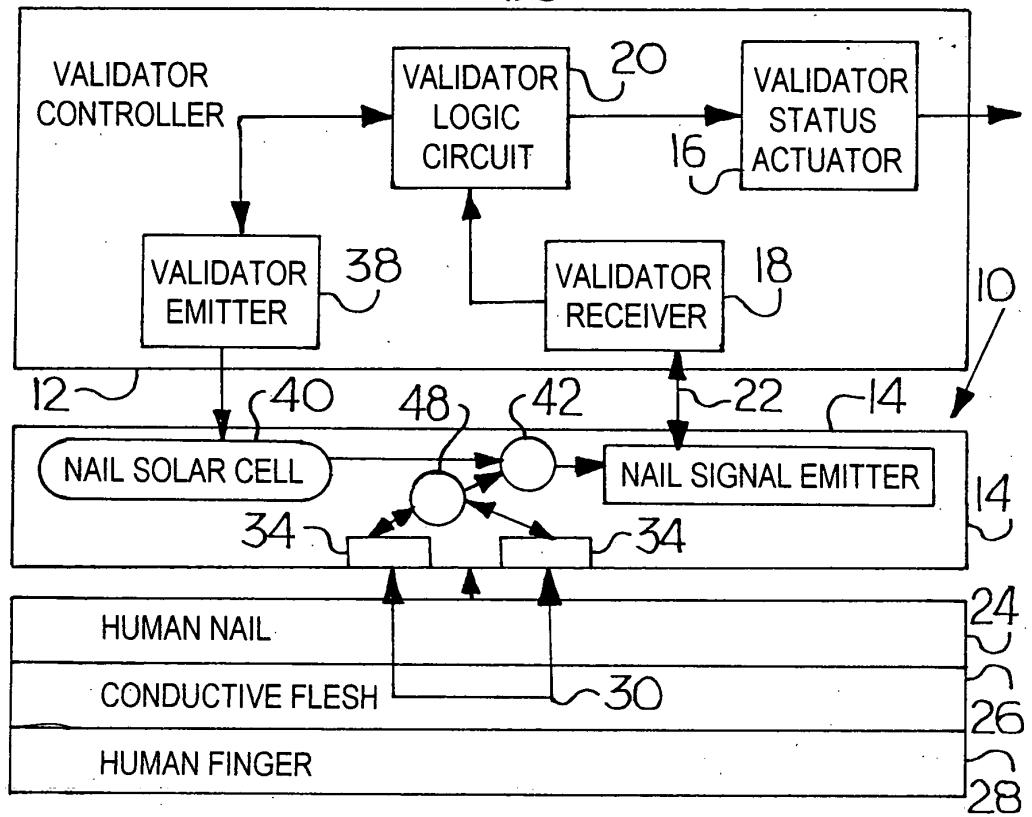 VALIDATOR
CONTROLLER
VALIDATOR
LOGIC
CIRCUIT
20
VALIDATOR
STATUS
ACTUATOR
16
VALIDATOR
EMITTER
38
VALIDATOR
RECEIVER
18
10
12
40
48
42
22
14
NAIL SOLAR CELL
NAIL SIGNAL EMITTER
14
34
34
HUMAN NAIL
24
CONDUCTIVE FLESH
30
26
HUMAN FINGER
28